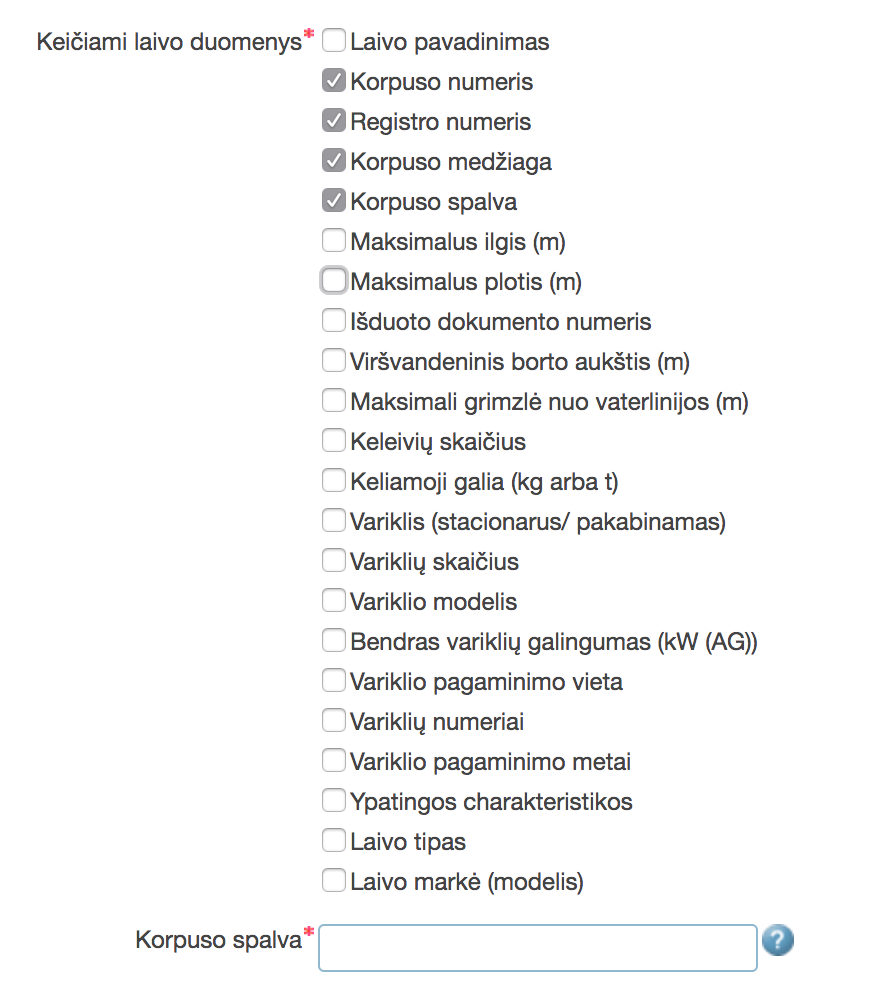 Keičiami laivo duomenys* Laivo pavadinimas
Korpuso numeris
Registro numeris
Korpuso medžiaga
Korpuso spalva
Maksimalus ilgis (m)
Maksimalus plotis (m)
Išduoto dokumento numeris
Viršvandeninis borto aukštis (m)
Maksimali grimzlė nuo vaterlinijos (m)
Keleivių skaičius
Keliamoji galia (kg arba t)
Variklis (stacionarus/ pakabinamas)
Variklių skaičius
Variklio modelis
Bendras variklių galingumas (kW (AG))
Variklio pagaminimo vieta
Variklių numeriai
Variklio pagaminimo metai
Ypatingos charakteristikos
Laivo tipas
Laivo markė (modelis)
Korpuso spalva* ?